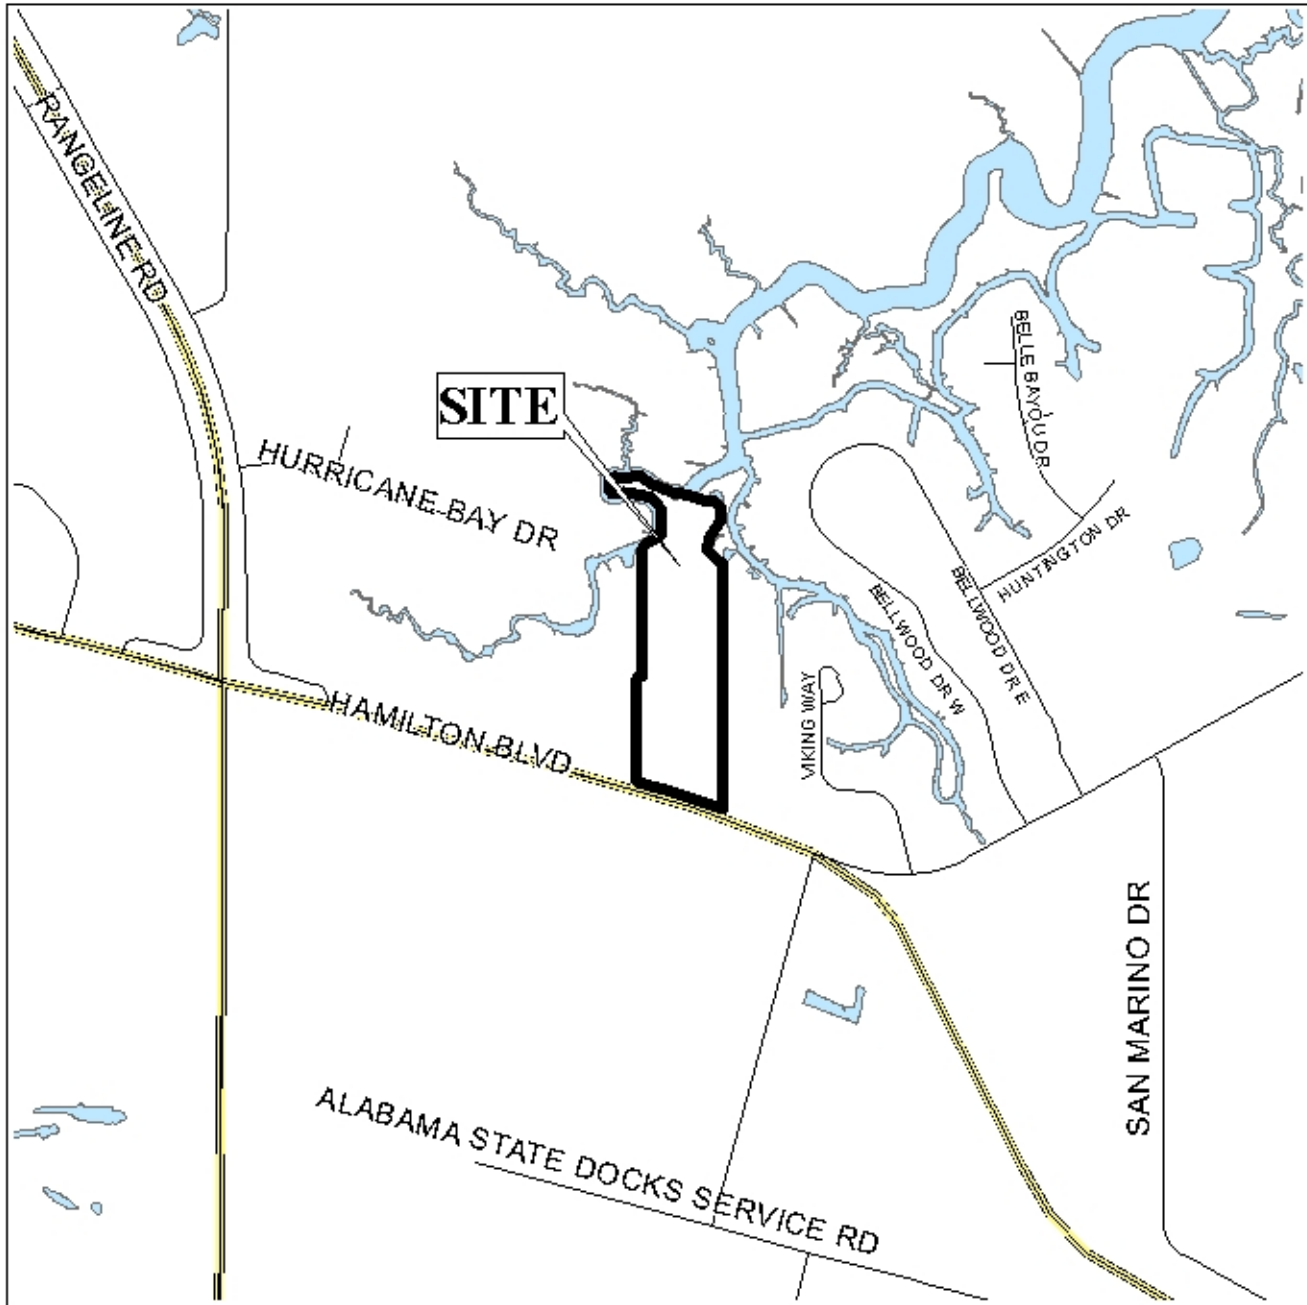 RANGELINE RD
BELLE BAYOU DR
SITE
HURRICANE BAY DR
HUNTINGTON DR
BELLWOOD DR E
BELLWOOD DR W
VIKING WAY
HAMILTON BLVD
SAN MARINO DR
ALABAMA STATE DOCKS SERVICE RD